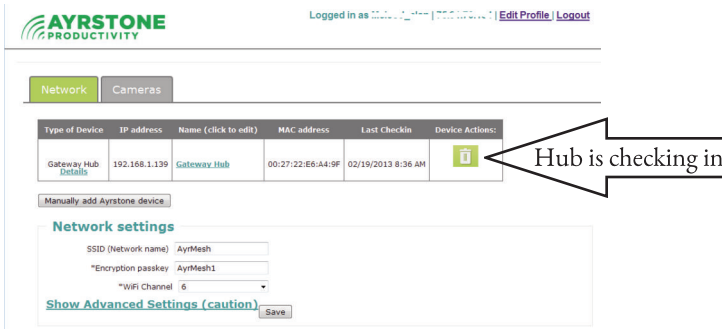 AYRSTONE
PRODUCTIVITY
Logged in as | Edit Profile | Logout
Network Cameras
Type of Device IP address Name (click to edit) MAC address Last Checkin Device Actions:
Gateway Hub 192.168.1.139 Gateway Hub 00:27:22:E6:A4:9F 02/19/2013 8:36 AM
Details
Hub is checking in
Manually add Ayrstone device
Network settings
SSID (Network name) AyrMesh
*Encryption passkey AyrMesh1
*WiFi Channel 6
Show Advanced Settings (caution) Save